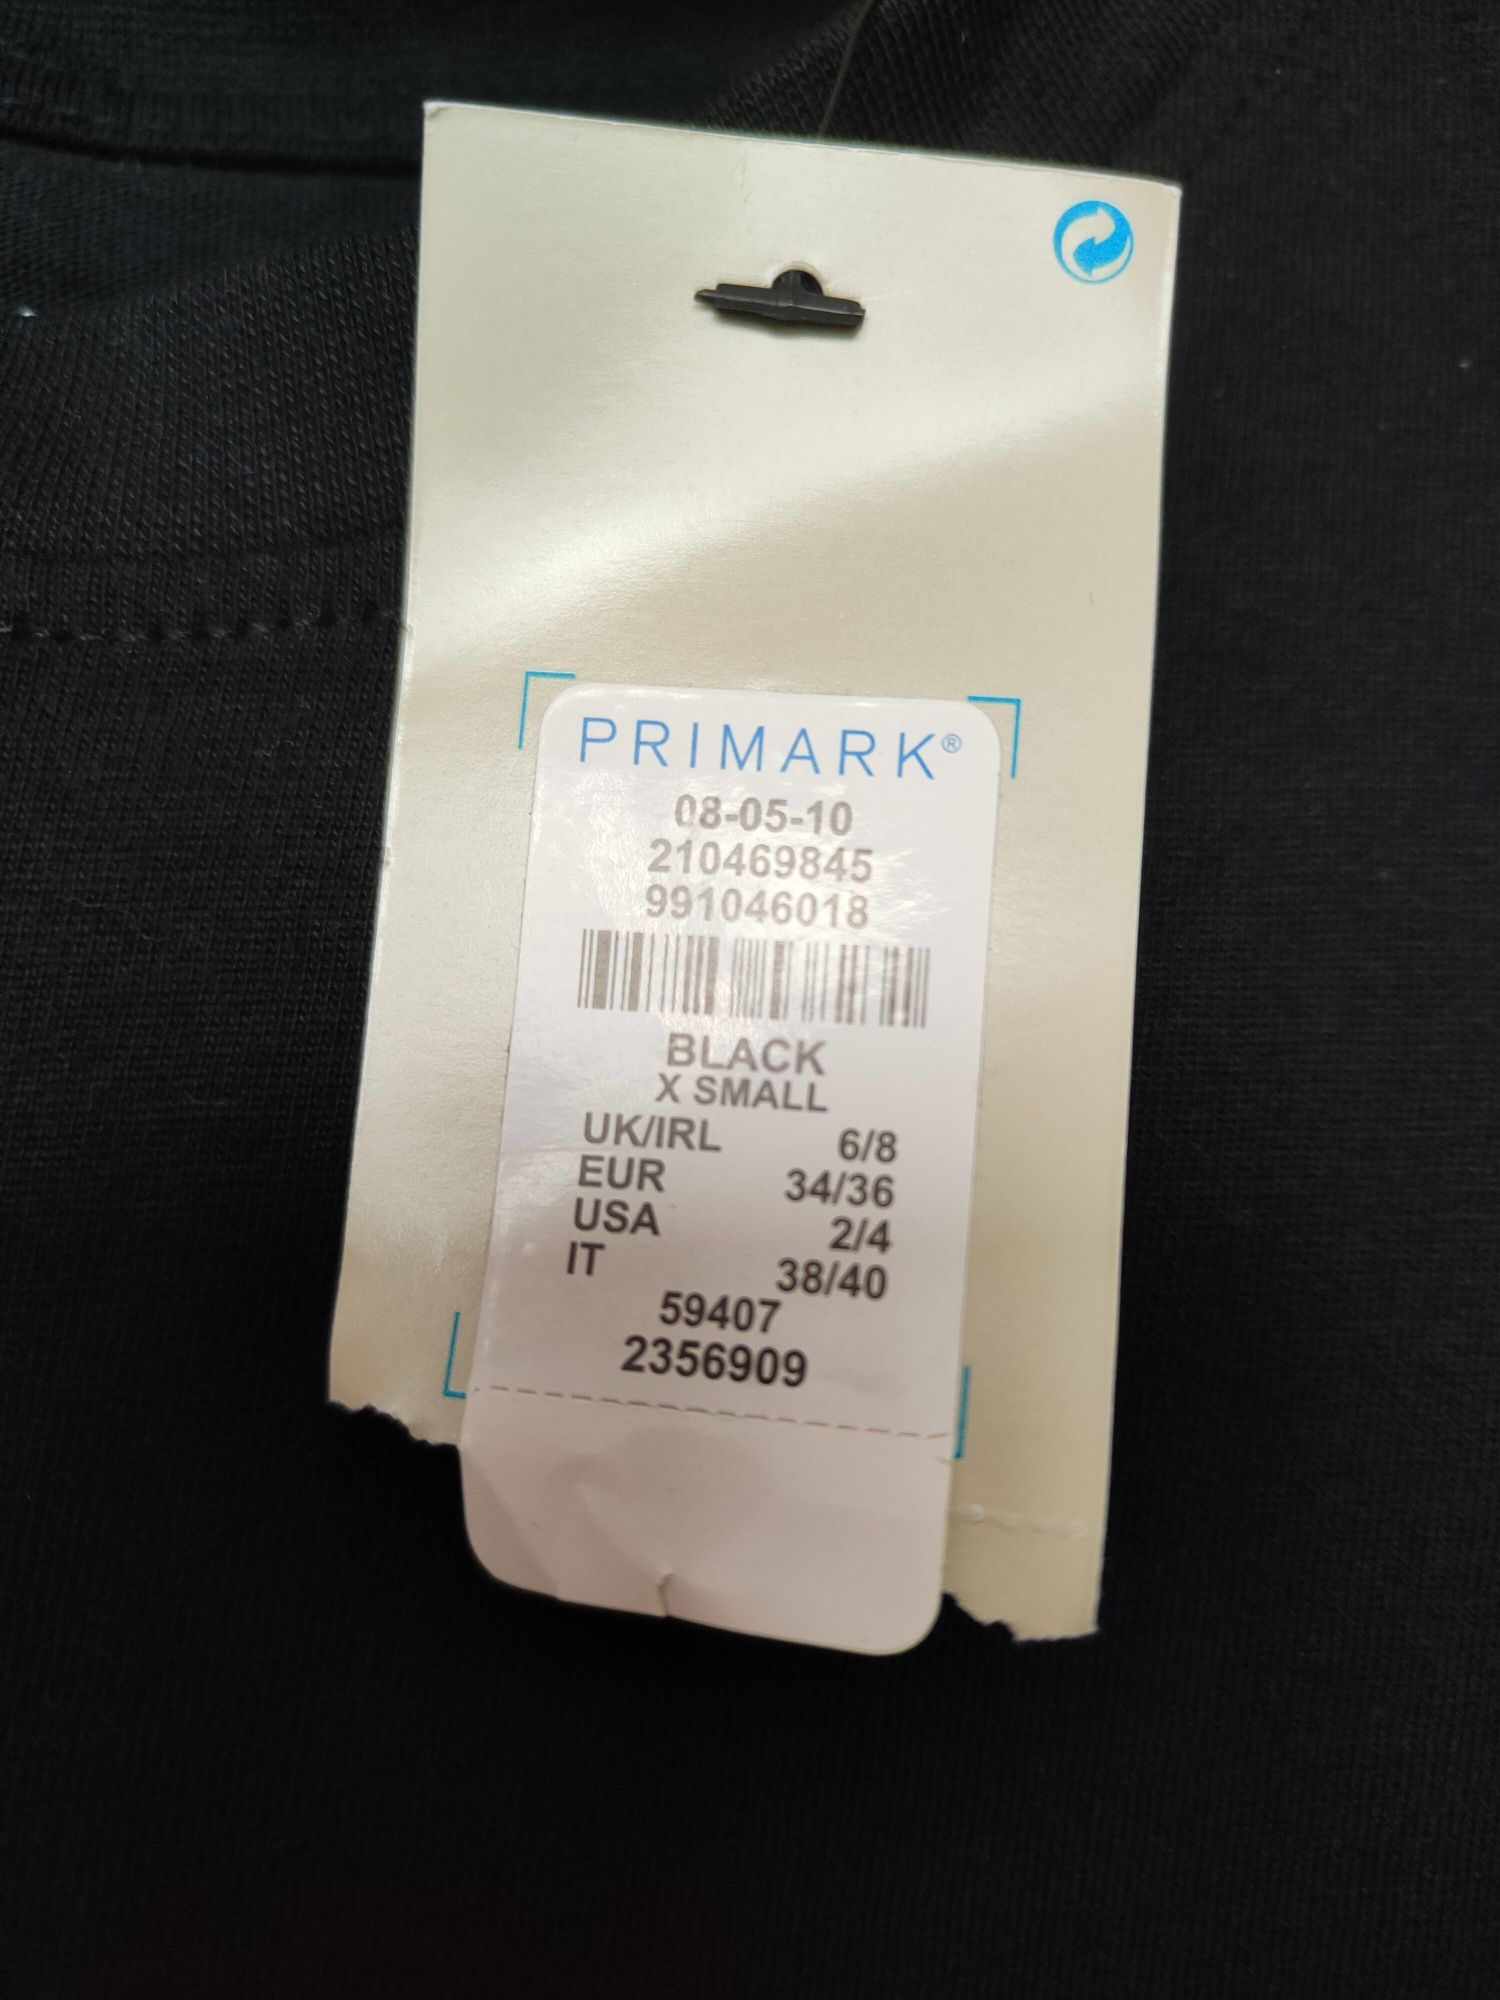 PRIMARK®
08-05-10
210469845
991046018
BLACK
X SMALL
UK/IRL 6/8
EUR 34/36
USA 2/4
IT 38/40
59407
2356909